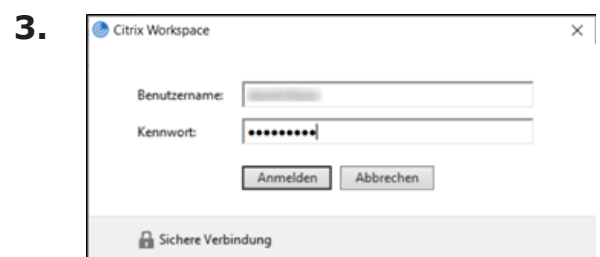 3.
Citrix Workspace
Benutzername:
Kennwort: •••••••••
Anmelden Abbrechen
Sichere Verbindung